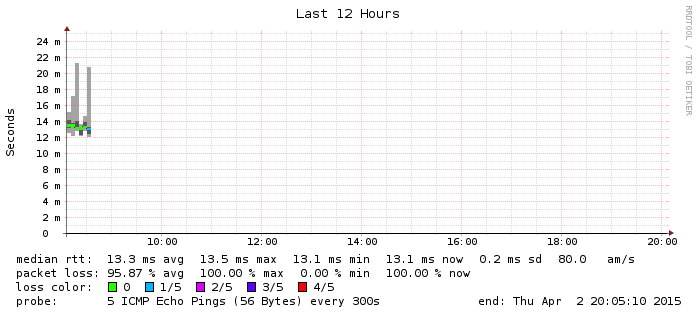 Last 12 Hours
RRDTOOL / TOBI OETIKER
Seconds
24 m
22 m
20 m
18 m
16 m
14 m
12 m
10 m
8 m
6 m
4 m
2 m
0
10:00 12:00 14:00 16:00 18:00 20:00
median rtt: 13.3 ms avg 13.5 ms max 13.1 ms min 13.1 ms now 0.2 ms sd 80.0 am/s
packet loss: 95.87 % avg 100.00 % max 0.00 % min 100.00 % now
loss color: 0 1/5 2/5 3/5 4/5
probe: 5 ICMP Echo Pings (56 Bytes) every 300s end: Thu Apr 2 20:05:10 2015